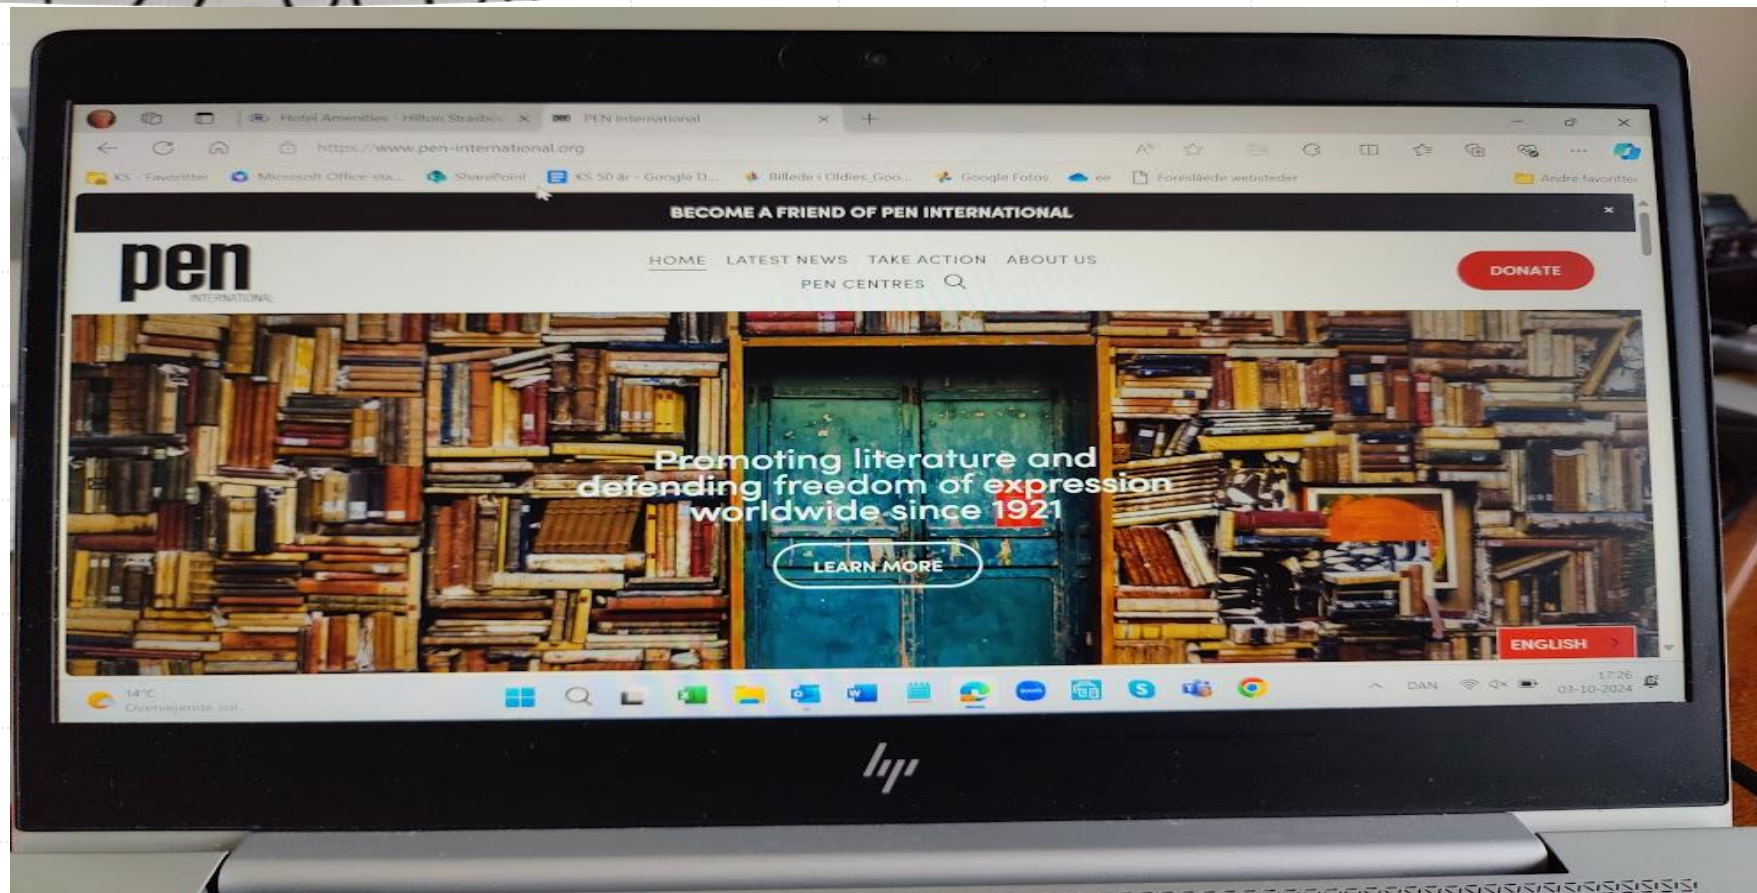 Hotel Amenities - Hilton Strasbo
PEN International
https://www.pen-international.org
KS - Favoritter
Microsoft Office-sta...
SharePoint
KS 50 år - Google D...
Billede i Oldies_Goo...
Google Fotos
ee
Foreslåede websteder
Andre favoritter
BECOME A FRIEND OF PEN INTERNATIONAL
pen
INTERNATIONAL
HOME LATEST NEWS TAKE ACTION ABOUT US
PEN CENTRES
DONATE
Promoting literature and
defending freedom of expression
worldwide since 1921
LEARN MORE
ENGLISH
14°C
Overvejende sol
DAN
17:26
03-10-2024
hp